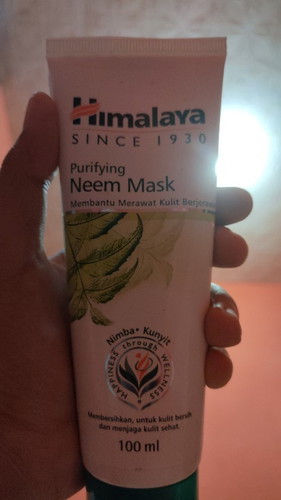 Himalaya
SINCE 1930
Purifying
Neem Mask
Membantu Merawat Kulit
Nimba • Kunyit
HAPPINESS through WELLNESS
Membersihkan, untuk kulit bersih
dan menjaga kulit sehat.
100 ml